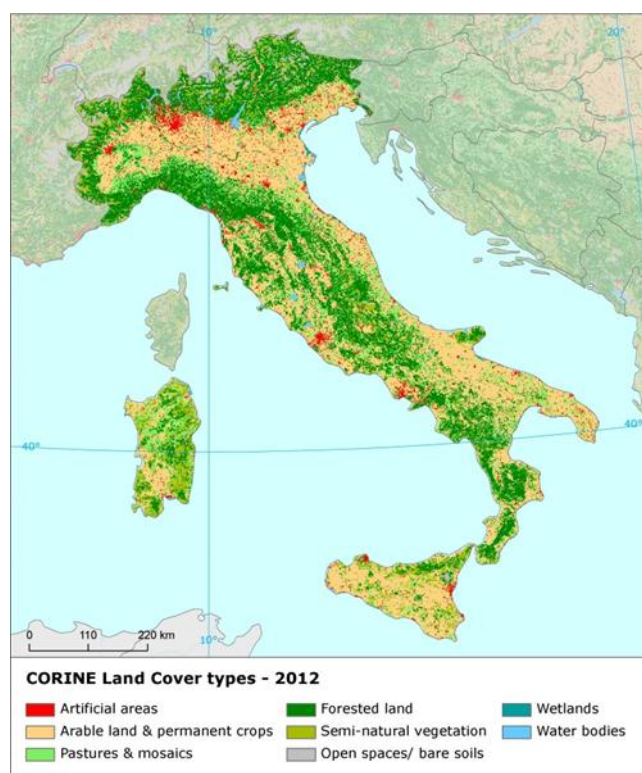 10°
20°
40°
40°
10°
0 110 220 km
CORINE Land Cover types - 2012
Artificial areas
Arable land & permanent crops
Pastures & mosaics
Forested land
Semi-natural vegetation
Open spaces/ bare soils
Wetlands
Water bodies